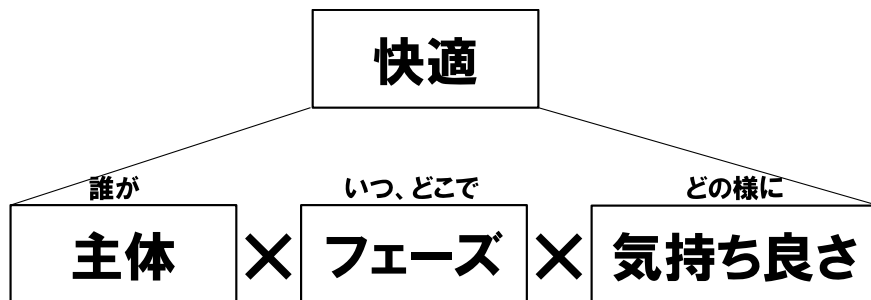 快適
誰が
いつ、どこで
どの様に
主体×フェーズ×気持ち良さ